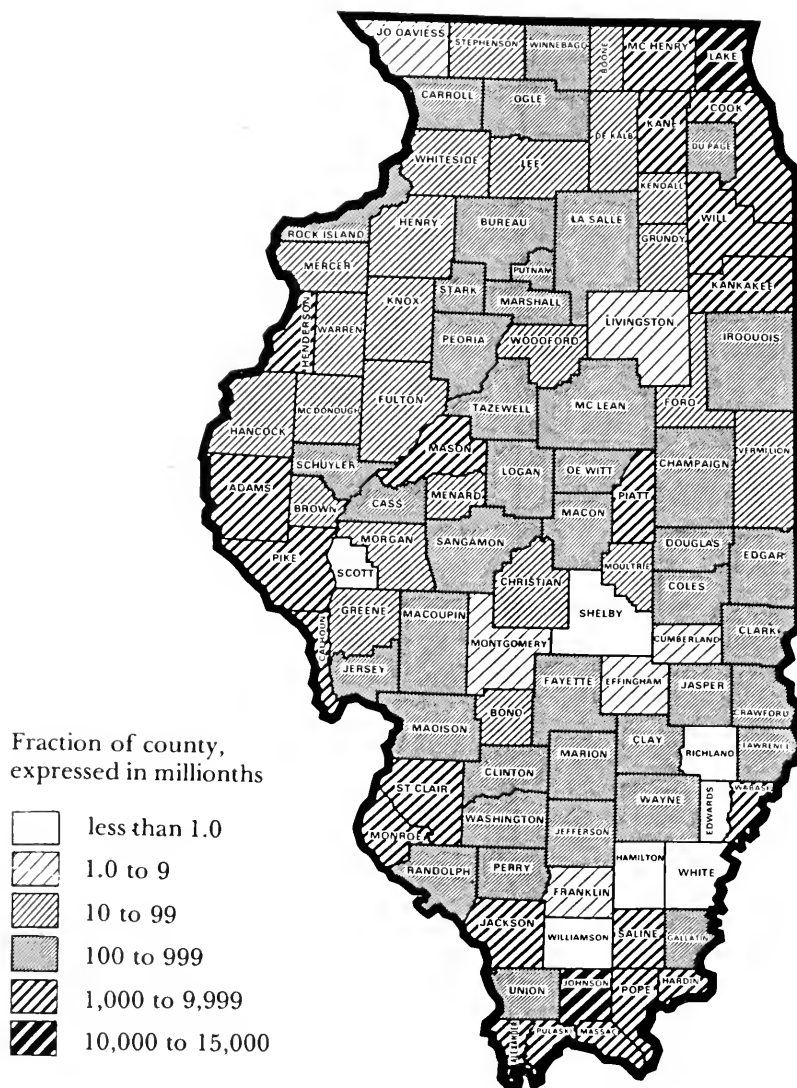 JO DAVIESS
STEPHENSON
WINNEBAGO
BOONE
MC HENRY
LAKE
CARROLL
OGLE
DE KALB
KANE
COOK
DU PAGE
WHITESIDE
LEE
KENDALL
ROCK ISLAND
HENRY
BUREAU
LA SALLE
GRUNDY
WILL
MERCER
PUTNAM
KANKAKEE
HENDERSON
WARREN
KNOX
STARK
MARSHALL
PEORIA
WOODFORD
LIVINGSTON
IROQUOIS
HANCOCK
MC DONOUGH
FULTON
TAZEWELL
MC LEAN
FORD
VERMILION
MASON
SCHUYLER
ADAMS
BROWN
CASS
MENARD
LOGAN
DE WITT
PIATT
CHAMPAIGN
MACON
PIKE
SCOTT
MORGAN
SANGAMON
CHRISTIAN
MOULTRIE
DOUGLAS
EDGAR
COLES
SHELBY
CALHOUN
GREENE
MACOUPIN
MONTGOMERY
CUMBERLAND
CLARK
JERSEY
FAYETTE
EFFINGHAM
JASPER
CRAWFORD
MADISON
BOND
CLAY
RICHLAND
LAWRENCE
Fraction of county,
expressed in millionths
less than 1.0
1.0 to 9
10 to 99
100 to 999
1,000 to 9,999
10,000 to 15,000
CLINTON
MARION
ST CLAIR
WASHINGTON
JEFFERSON
WAYNE
EDWARDS
WABASH
MONROE
RANDOLPH
PERRY
FRANKLIN
HAMILTON
WHITE
JACKSON
WILLIAMSON
SALINE
GALLATIN
UNION
JOHNSON
POPE
HARDIN
ALEXANDER
PULASKI
MASSAC